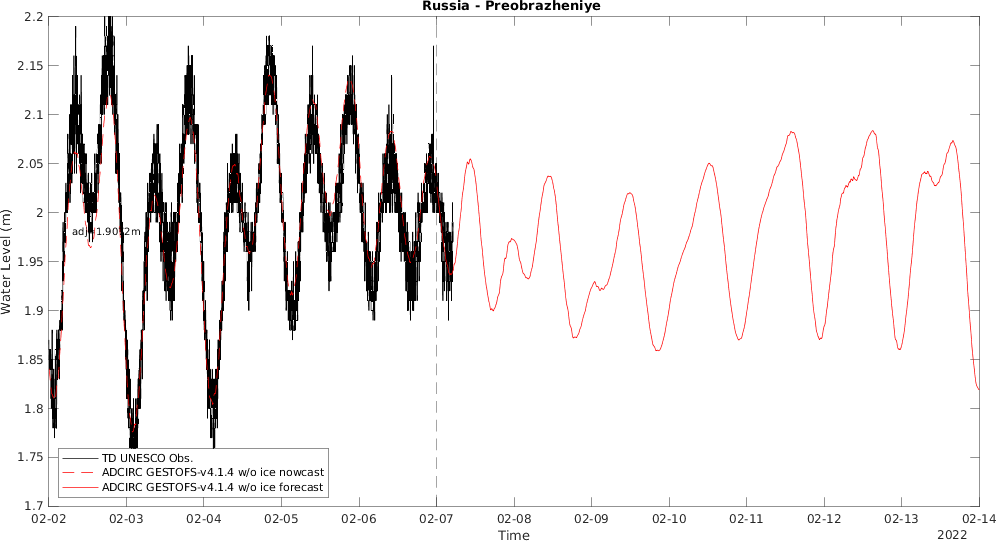 Russia - Preobrazheniye
2.2
2.15
2.1
2.05
2
1.95
1.9
1.85
1.8
1.75
1.7
Water Level (m)
TD UNESCO Obs.
ADCIRC GESTOFS-v4.1.4 w/o ice nowcast
ADCIRC GESTOFS-v4.1.4 w/o ice forecast
02-02 02-03 02-04 02-05 02-06 02-07 02-08 02-09 02-10 02-11 02-12 02-13 02-14
Time
2022